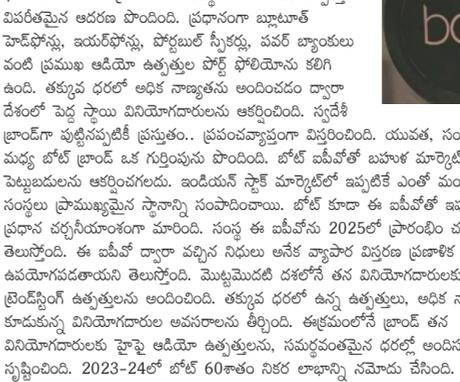 విపరీతమైన ఆదరణ పొందింది. ప్రధానంగా బ్లూటూత్
హెడ్‌ఫోన్లు, ఇయర్‌ఫోన్లు, పోర్టబుల్ స్పీకర్లు, పవర్ బ్యాంకులు
వంటి ప్రముఖ ఆడియో ఉత్పత్తుల పోర్ట్ ఫోలియోను కలిగి
ఉంది. తక్కువ ధరలో అధిక నాణ్యతను అందించడం ద్వారా
దేశంలో పెద్ద స్థాయి వినియోగదారులను ఆకర్షించింది. స్వదేశీ
బ్రాండ్‌గా పుట్టినప్పటికీ ప్రస్తుతం.. ప్రపంచవ్యాప్తంగా విస్తరించింది. యువత,
మధ్య బోట్ బ్రాండ్ ఒక గుర్తింపును పొందింది. బోట్ ఐపీవోతో బహుళ మార్కెట్
పెట్టుబడులను ఆకర్షించగలదు. ఇండియన్ స్టాక్ మార్కెట్‌లో ఇప్పటికే ఎంతో
సంస్థలు ప్రాముఖ్యమైన స్థానాన్ని సంపాదించాయి. బోట్ కూడా ఈ ఐపీవోతో
ప్రధాన చర్చనీయాంశంగా మారింది. సంస్థ ఈ ఐపీవోను 2025లో ప్రారంభిం
తెలుస్తోంది. ఈ ఐపీవో ద్వారా వచ్చిన నిధులు అనేక వ్యాపార విస్తరణ ప్రణాళిక
ఉపయోగపడతాయని తెలుస్తోంది. మొట్టమొదటి దశలోనే తన వినియోగదారులకు
ట్రెండ్‌స్టింగ్ ఉత్పత్తులను అందించింది. తక్కువ ధరలో ఉన్న ఉత్పత్తులు, అధిక
కూడుకున్న వినియోగదారుల అవసరాలను తీర్చింది. ఈక్రమంలోనే బ్రాండ్ తన
వినియోగదారులకు హైఫై ఆడియో ఉత్పత్తులను, సమర్థవంతమైన ధరల్లో
సృష్టించింది. 2023-24లో బోట్ 60శాతం నికర లాభాన్ని నమోదు చేసింది.